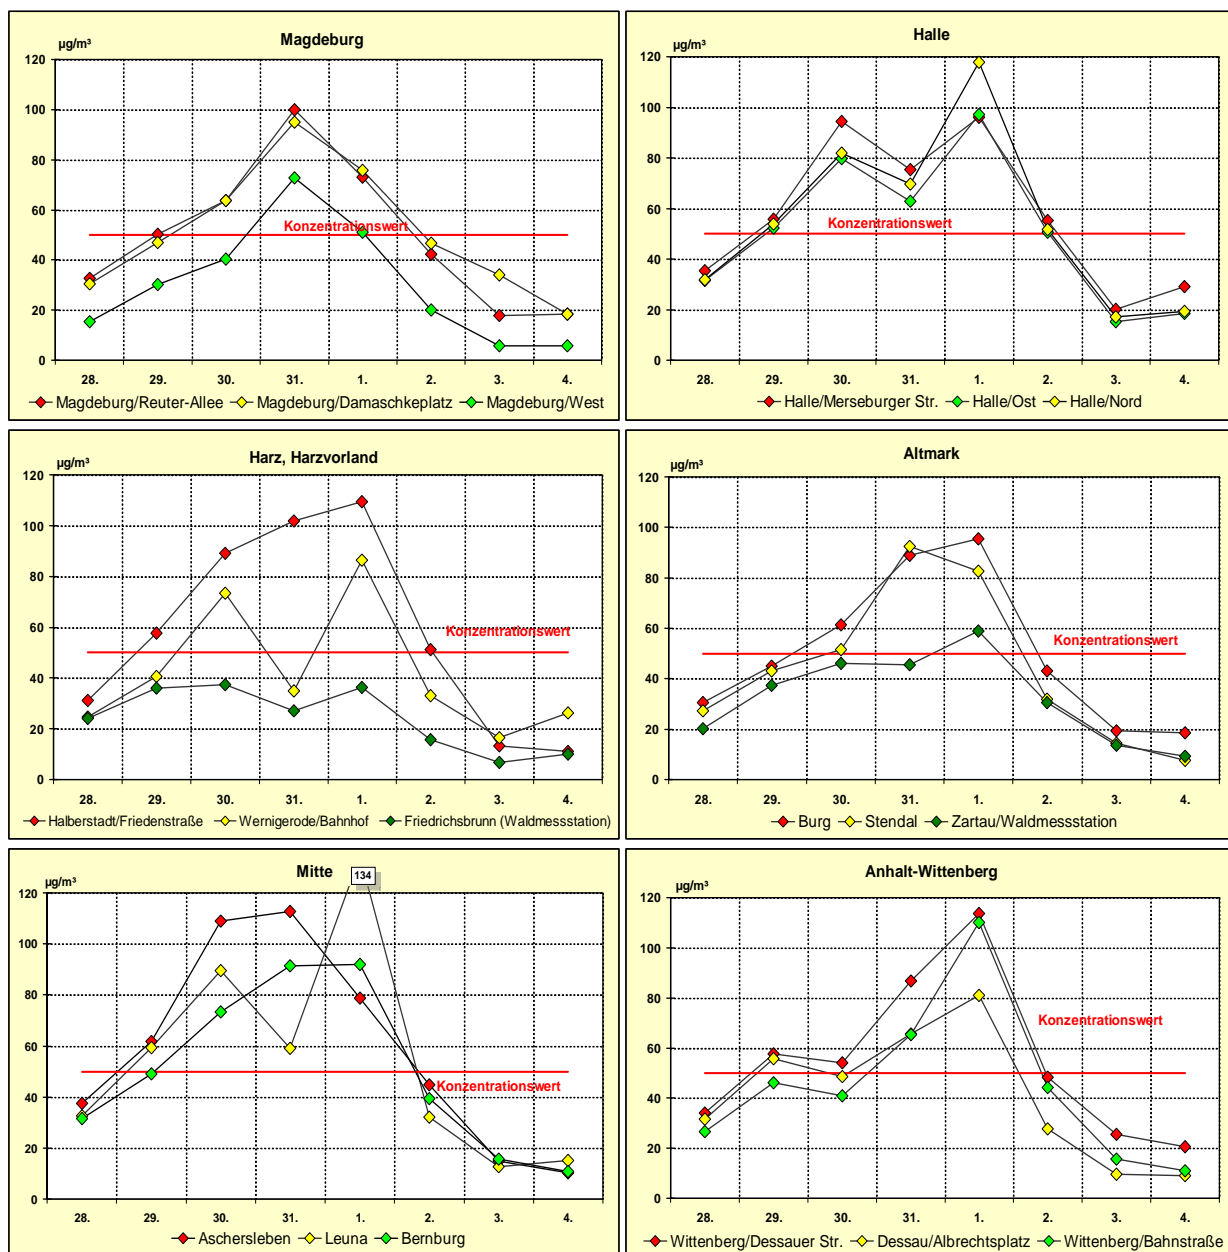 Magdeburg
µg/m³
120
100
80
60
40
20
0
Konzentrationswert
28. 29. 30. 31. 1. 2. 3. 4.
Magdeburg/Reuter-Allee Magdeburg/Damaschkeplatz Magdeburg/West
Halle
µg/m³
120
100
80
60
40
20
0
Konzentrationswert
28. 29. 30. 31. 1. 2. 3. 4.
Halle/Merseburger Str. Halle/Ost Halle/Nord
Harz, Harzvorland
µg/m³
120
100
80
60
40
20
0
Konzentrationswert
28. 29. 30. 31. 1. 2. 3. 4.
Halberstadt/Friedenstraße Wernigerode/Bahnhof Friedrichsbrunn (Waldmessstation)
Altmark
µg/m³
120
100
80
60
40
20
0
Konzentrationswert
28. 29. 30. 31. 1. 2. 3. 4.
Burg Stendal Zartau/Waldmessstation
Mitte
134
µg/m³
120
100
80
60
40
20
0
Konzentrationswert
28. 29. 30. 31. 1. 2. 3. 4.
Aschersleben Leuna Bernburg
Anhalt-Wittenberg
µg/m³
120
100
80
60
40
20
0
Konzentrationswert
28. 29. 30. 31. 1. 2. 3. 4.
Wittenberg/Dessauer Str. Dessau/Albrechtsplatz Wittenberg/Bahnstraße